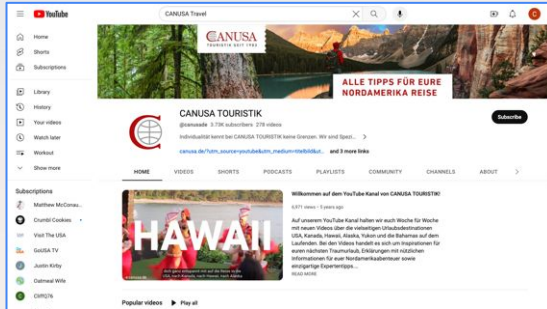 YouTube
CANUSA Travel
C
Home
Shorts
Subscriptions
Library
History
Your videos
Watch later
Workout
Show more
Subscriptions
Matthew McConau...
Crumbl Cookies
Visit The USA
GoUSA TV
Justin Kirby
Oatmeal Wife
CANUSA
TOURISTIK SEIT 1983
ALLE TIPPS FÜR EURE
NORDAMERIKA REISE
CANUSA TOURISTIK
@canusade 5.73K subscribers 278 videos
Individualität kennt bei CANUSA TOURISTIK keine Grenzen. Wir sind Spezi...
canusa.de/?utm_source=youtube&utm_medium=titelbild&ut... and 3 more links
Subscribe
HOME VIDEOS SHORTS PODCASTS PLAYLISTS COMMUNITY CHANNELS ABOUT
HAWAII
Willkommen auf dem YouTube Kanal von CANUSA TOURISTIK!
views • 5 years ago
Auf unserem YouTube Kanal halten wir euch Woche für Woche
mit neuen Videos über die vielseitigen Urlaubsdestinationen
USA, Kanada, Hawaii, Alaska, Yukon und die Bahamas auf dem
Laufenden. Bei den Videos handelt es sich um Inspirationen für
euren nächsten Traumurlaub, Erklärungen mit nützlichen
Informationen für euer Nordamerikaabenteuer sowie
einzigartige Expertentipps....
READ MORE
Popular videos Play all